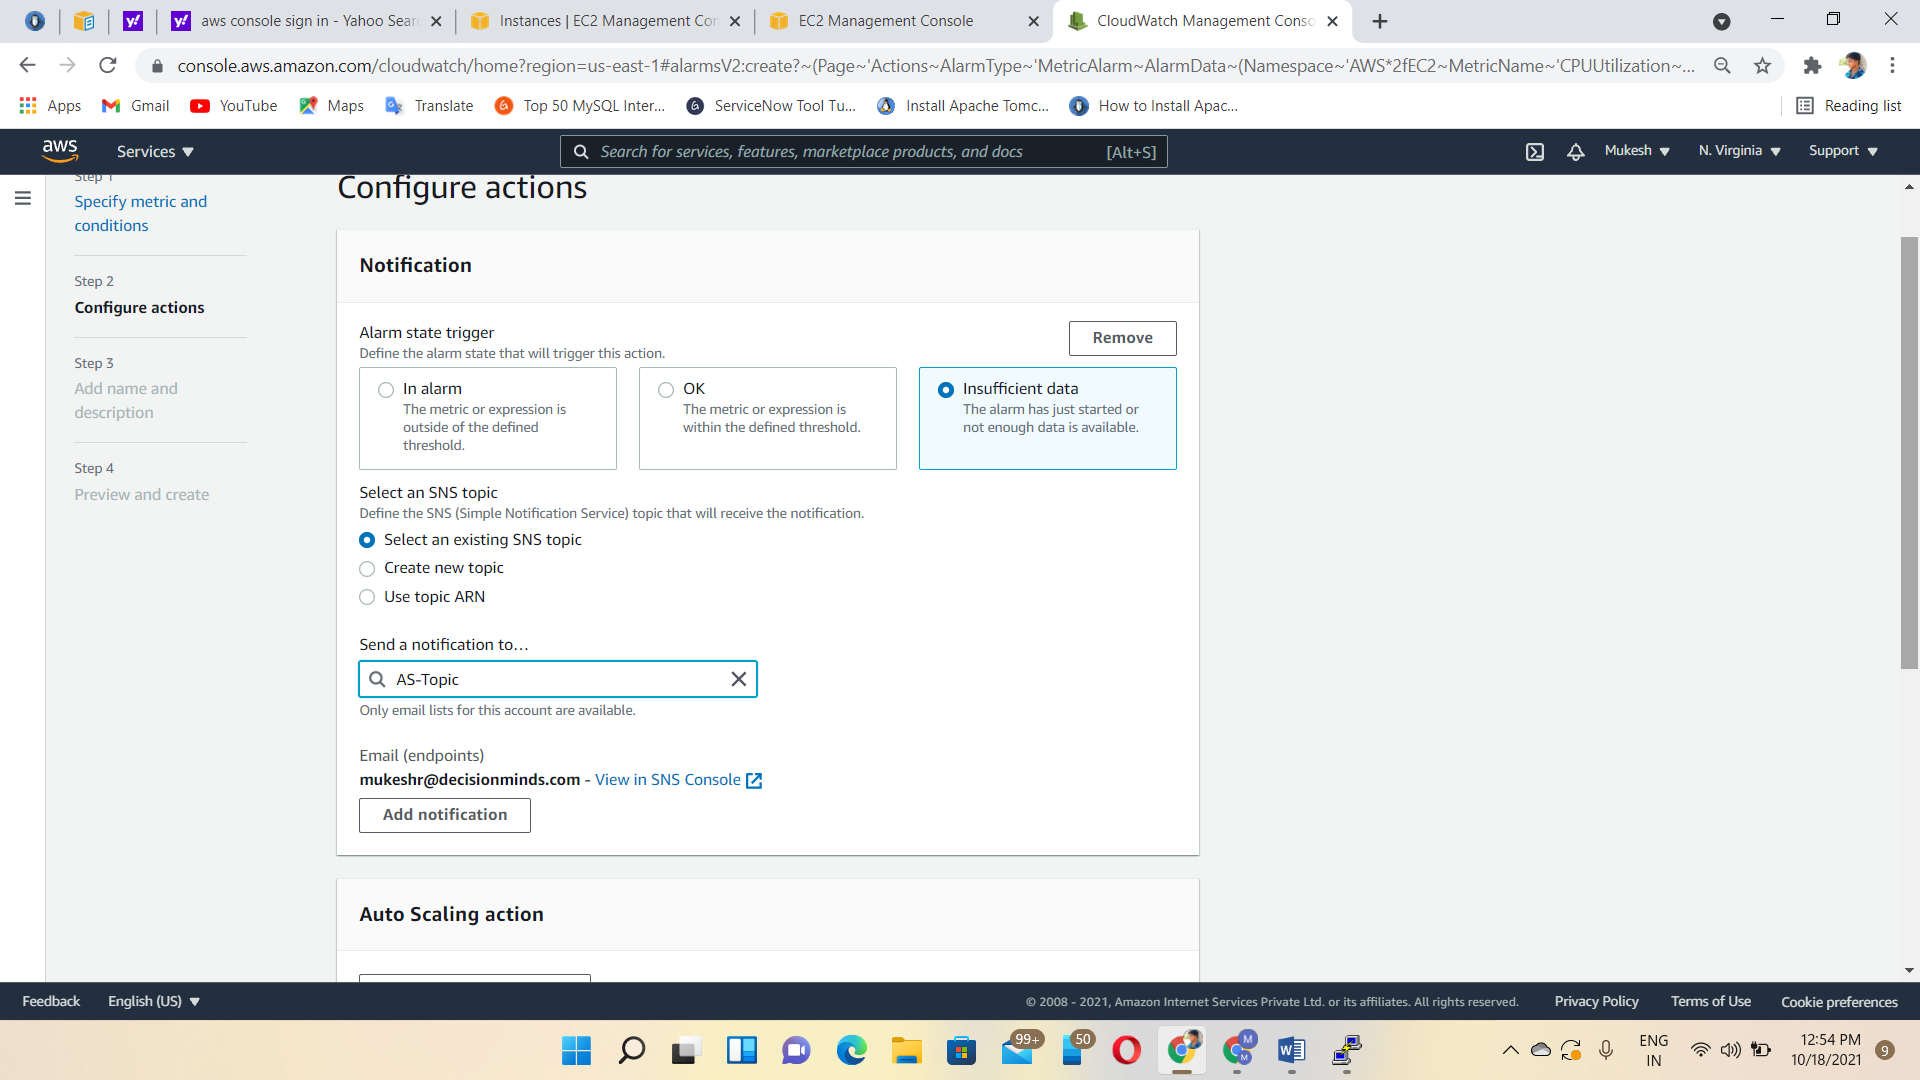 aws console sign in - Yahoo Sear
Instances | EC2 Management Con
EC2 Management Console
CloudWatch Management Conso
console.aws.amazon.com/cloudwatch/home?region=us-east-1#alarmsV2:create?~(Page~'Actions~AlarmType~'MetricAlarm~AlarmData~(Namespace~'AWS*2fEC2~MetricName~'CPUUtilization~...
Apps
Gmail
YouTube
Maps
Translate
Top 50 MySQL Inter...
ServiceNow Tool Tu...
Install Apache Tomc...
How to Install Apac...
Reading list
aws
Services
Search for services, features, marketplace products, and docs
[Alt+S]
Mukesh
N. Virginia
Support
Step 1
Specify metric and
conditions
Step 2
Configure actions
Step 3
Add name and
description
Step 4
Preview and create
Configure actions
Notification
Alarm state trigger
Define the alarm state that will trigger this action.
Remove
In alarm
The metric or expression is
outside of the defined
threshold.
OK
The metric or expression is
within the defined threshold.
Insufficient data
The alarm has just started or
not enough data is available.
Select an SNS topic
Define the SNS (Simple Notification Service) topic that will receive the notification.
Select an existing SNS topic
Create new topic
Use topic ARN
Send a notification to…
AS-Topic
Only email lists for this account are available.
Email (endpoints)
mukeshr@decisionminds.com - View in SNS Console
Add notification
Auto Scaling action
Feedback
English (US)
© 2008 - 2021, Amazon Internet Services Private Ltd. or its affiliates. All rights reserved.
Privacy Policy
Terms of Use
Cookie preferences
99+
50
M
M
ENG
IN
12:54 PM
10/18/2021
9